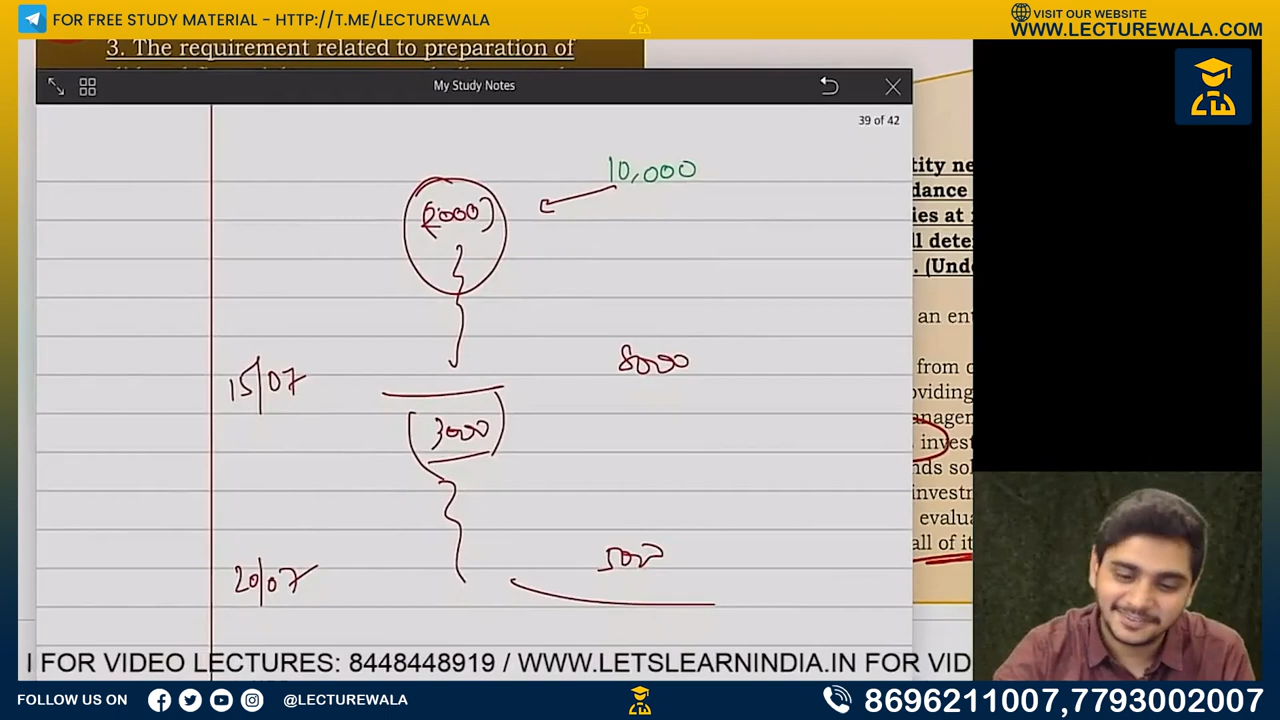 FOR FREE STUDY MATERIAL - HTTP://T.ME/LECTUREWALA
VISIT OUR WEBSITE
WWW.LECTUREWALA.COM
3. The requirement related to preparation of
My Study Notes
39 of 42
10,000
(2000)
15/07
8000
(3000)
20/07
5000
tity ne
dance
ies at
ll dete
. (Und
an ent
from
oviding
anagem
invest
nds sol
investm
evalua
all of it
I FOR VIDEO LECTURES: 8448448919 / WWW.LETSLEARNINDIA.IN FOR VID
FOLLOW US ON
@LECTUREWALA
8696211007,7793002007